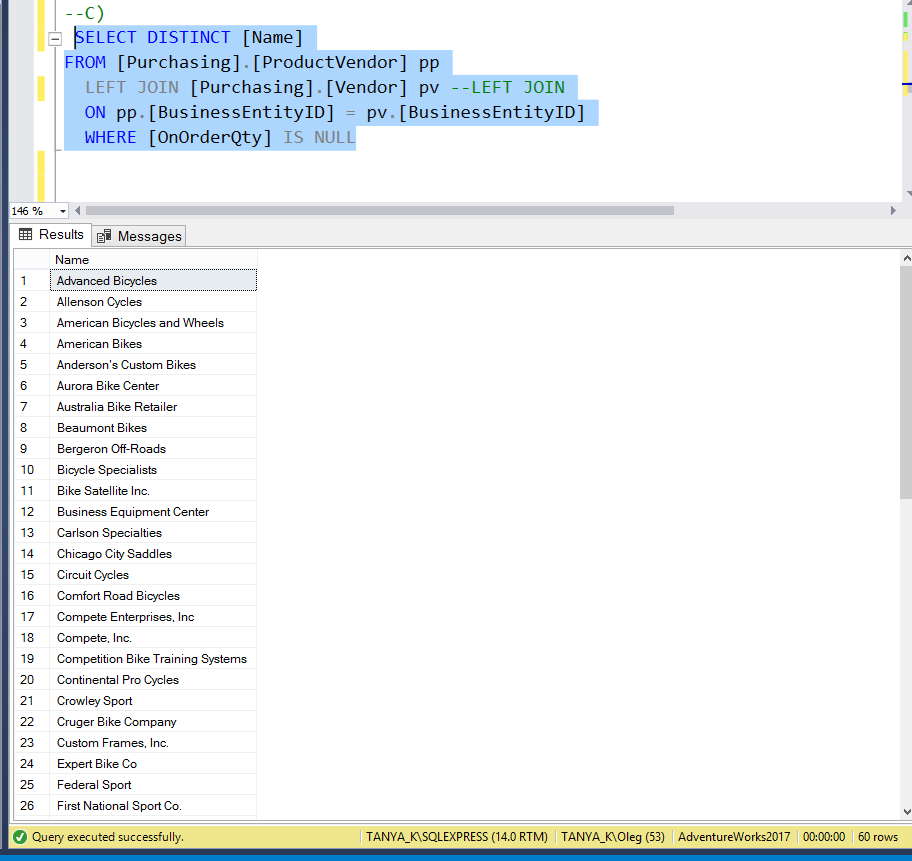 --C)
SELECT DISTINCT [Name]
FROM [Purchasing].[ProductVendor] pp
LEFT JOIN [Purchasing].[Vendor] pv --LEFT JOIN
ON pp.[BusinessEntityID] = pv.[BusinessEntityID]
WHERE [OnOrderQty] IS NULL
146 %
Results Messages
Name
1 Advanced Bicycles
2 Allenson Cycles
3 American Bicycles and Wheels
4 American Bikes
5 Anderson's Custom Bikes
6 Aurora Bike Center
7 Australia Bike Retailer
8 Beaumont Bikes
9 Bergeron Off-Roads
10 Bicycle Specialists
11 Bike Satellite Inc.
12 Business Equipment Center
13 Carlson Specialties
14 Chicago City Saddles
15 Circuit Cycles
16 Comfort Road Bicycles
17 Compete Enterprises, Inc
18 Compete, Inc.
19 Competition Bike Training Systems
20 Continental Pro Cycles
21 Crowley Sport
22 Cruger Bike Company
23 Custom Frames, Inc.
24 Expert Bike Co
25 Federal Sport
26 First National Sport Co.
Query executed successfully. TANYA_K\SQLEXPRESS (14.0 RTM) TANYA_K\Oleg (53) AdventureWorks2017 00:00:00 60 rows